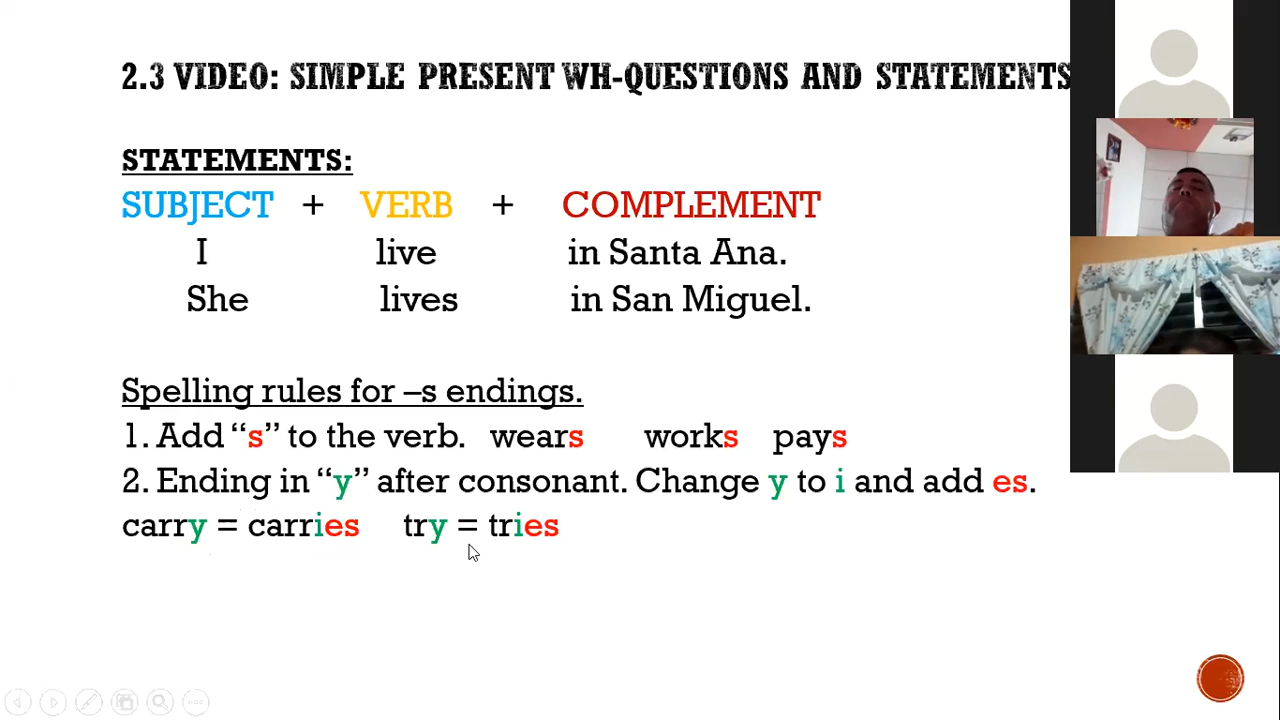 2.3 VIDEO: SIMPLE PRESENT WH-QUESTIONS AND STATEMENTS
STATEMENTS:
SUBJECT + VERB + COMPLEMENT
I live in Santa Ana.
She lives in San Miguel.
Spelling rules for –s endings.
1. Add “s” to the verb. wears works pays
2. Ending in “y” after consonant. Change y to i and add es.
carry = carries try = tries